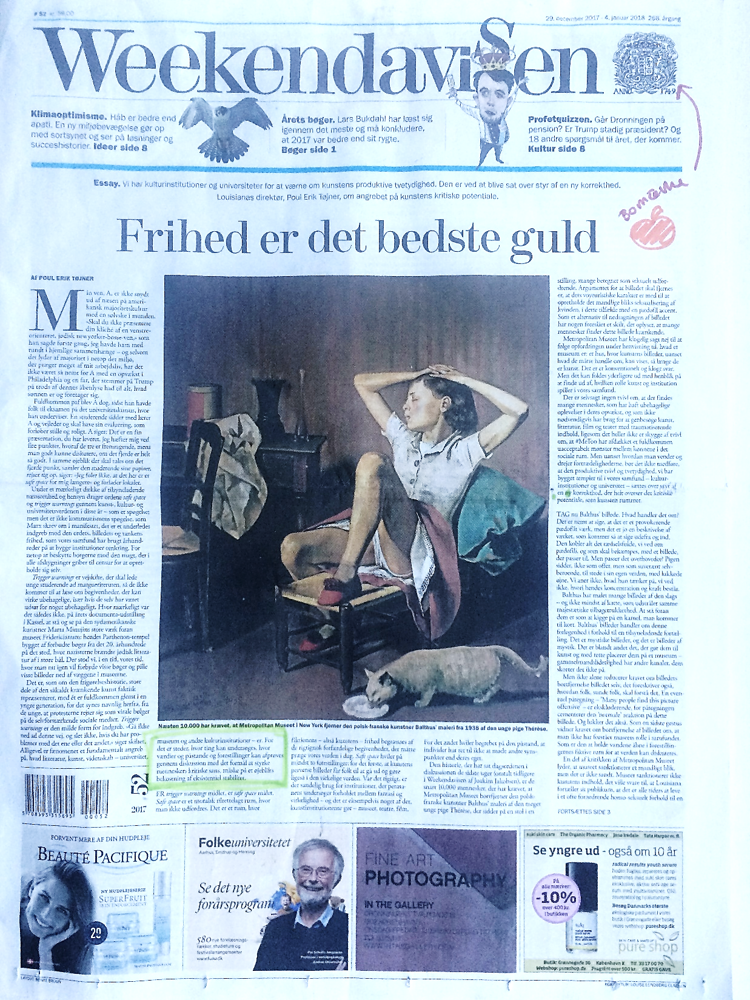 # 52 kr. 38.00
29. december 2017 - 4. januar 2018 268. årgang
Weekendavisen
ANNO. 1749
Klimaoptimisme. Håb er bedre end
apati. En ny miljøbevægelse gør op
med sortsynet og ser på løsninger og
succeshistorier. Ideer side 8
Årets bøger. Lars Bukdahl har læst sig
igennem det meste og må konkludere,
at 2017 var bedre end sit rygte.
Bøger side 1
Profetquizzen. Går Dronningen på
pension? Er Trump stadig præsident? Og
18 andre spørgsmål til året, der kommer.
Kultur side 8
Essay. Vi har kulturinstitutioner og universiteter for at værne om kunstens produktive tvetydighed. Den er ved at blive sat over styr af en ny korrekthed.
Louisianas direktør, Poul Erik Tøjner, om angrebet på kunstens kritiske potentiale.
Frihed er det bedste guld
AF POUL ERIK TØJNER
Min ven, A, er ikke snydt
ud af næsen på ameri-
kansk majoritetskultur
med en sølvske i munden.
»Skal du ikke præsentere
din kliché af en venstre-
orienteret, jødisk newyorker-bøsse-ven,« som
han sagde første gang, jeg havde ham med
rundt i hjemlige sammenhænge – og selvom
det lyder af majoritet i netop det miljø,
der præger meget af mit arbejdsliv, har det
ikke været så nemt for A med en opvækst i
Philadelphia og en far, der stemmer på Trump
på trods af dennes åbenlyse had til alt, hvad
sønnen er og foretager sig.
Fuldkommen paf blev A dog, sidst han havde
folk til eksamen på det universitetskursus, hvor
han underviser. En studerende sidder med lærer
A og vejleder og skal have sin evaluering, som
forløber stille og roligt. A siger: Det er en fin
præsentation, du har leveret, jeg hæfter mig ved
fire punkter, hvoraf de tre er fremragende, mens
man godt kunne diskutere, om det fjerde er helt
så godt. I samme øjeblik der skal tales om det
fjerde punkt, samler den studerende sine papirer,
rejser sig op, siger: »Jeg føler ikke, at det her er et
safe space for mig længere« og forlader lokalet.
Under et mærkeligt dække af tilsyneladende
nænsomhed og hensyn drager ordene safe space
og trigger warnings gennem kunst-, kultur- og
universitetsverdenen i disse år – som et spøgelse;
men det er ikke kommunismens spøgelse, som
Marx skrev om i manifestet, det er et anderledes
indgreb mod den ordets, billedets og tankens
frihed, som vores samfund har brugt århund-
reder på at bygge institutioner omkring. For
netop at beskytte borgerne mod den magt, der i
alle afskygninger griber til censur for at opret-
holde sig selv.
Trigger warnings er vejskilte, der skal lede
unge studerende ad margueritruten, så de ikke
kommer til at læse om begivenheder, der kan
virke ubehagelige, især hvis de selv har været
udsat for noget ubehageligt. Hvor mærkeligt var
det således ikke, på årets documenta-udstilling
i Kassel, at stå og se på den sydamerikanske
kunstner Marta Minujíns store værk foran
museet Fridericianum: hendes Parthenon-tempel
bygget af forbudte bøger fra det 20. århundrede
på det sted, hvor nazisterne brændte jødisk littera-
tur af i store bål. Der stod vi, i en tid, vores tid,
hvor man nu igen vil forbyde visse bøger og pille
visse billeder ned af væggene i museerne.
Det er, som om den frigørelseshistorie, store
dele af den såkaldt krænkende kunst faktisk
repræsenterer, med ét er fuldkommen glemt i en
yngre generation, for det synes navnlig herfra, fra
de unge, at protesterne rejser sig som virale bølger
på de selvforstærkende sociale medier. Trigger
warnings er den milde form for indgreb. »Gå ikke
ned ad denne vej, og slet ikke, hvis du har pro-
blemer med det ene eller det andet,« siger skiltet.
Alligevel er fænomenet et fundamentalt angreb
på, hvad litteratur, kunst, videnskab – universitet,
Næsten 10.000 har krævet, at Metropolitan Museet i New York fjerner den polsk-franske kunstner Balthus' maleri fra 1938 af den unge pige Thérèse.
museum og andre kulturinstitutioner – er. For
det er steder, hvor ting kan undersøges, hvor
værdier og påstande og forestillinger kan afprøves
gennem diskussion med det formål at styrke
menneskers kritiske sans, måske på et øjebliks
bekostning af eksistentiel stabilitet.
ER trigger warnings midlet, er safe space målet.
Safe space er et moralsk tilrettelagt rum, hvor
man ikke udfordres. Det er et rum, hvor
fiktionens – altså kunstens – frihed begrænses af
de rigtignok forfærdelige begivenheder, der måtte
præge vores verden i dag. Safe space hviler på
mindst to forestillinger: for det første, at kunstens
perverse billeder får folk til at gå ud og gøre
ligeså i den virkelige verden. Var det rigtigt, er
der sandelig brug for institutioner, der perma-
nent undersøger forholdet mellem fantasi og
virkelighed – og det er eksempelvis noget af det,
kunstinstitutionerne gør – museer, teatre, film.
For det andet hviler begrebet på den påstand, at
individer har ret til ikke at møde andre syns-
punkter end deres eget.
Den historie, der har sat dagsordenen i
diskussionen de sidste uger (omtalt tidligere
i Weekendavisen af Joakim Jakobsen), er de
snart 10.000 mennesker, der har krævet, at
Metropolitan Museet bortfjerner den polsk-
franske kunstner Balthus' maleri af den meget
unge pige Thérèse, der sidder på en stol i en
stilling, mange betegner som seksuelt udfor-
drende. Argumentet for at billedet skal fjernes
er, at dets voyeuristiske karakter er med til at
opretholde det mandlige bliks seksualisering af
kvinden, i dette tilfælde med en pædofil accent.
Som et alternativ til nedtagningen af billedet
har nogen foreslået et skilt, der oplyser, at mange
mennesker finder dette billede krænkende.
Metropolitan Museet har klogelig sagt nej til at
følge opfordringen under henvisning til, hvad et
museum er: et hus, hvor kunstens billeder, uanset
hvad de måtte handle om, kan vises, så længe de
er kunst. Det er et konventionelt og klogt svar.
Men det kan foldes yderligere ud med henblik på
at finde ud af, hvilken rolle kunst og institution
spiller i vores samfund.
Der er selvsagt ingen tvivl om, at der findes
mange mennesker, som har haft ubehagelige
oplevelser i deres opvækst, og som ikke
nødvendigvis har brug for at genbesøge kunst,
litteratur, film og teater med traumatiserende
indhold, ligesom der heller ikke er skygge af tvivl
om, at #MeToo har afdækket et fuldkommen
uacceptabelt mønster mellem kønnene i det
sociale rum. Men uanset hvordan man vender og
drejer fortrædelighederne, bør det ikke medføre,
at den produktive tvivl og tvetydighed, vi har
bygget templer til i vores samfund – kultur-
institutioner og universitet – sættes over styr af
en ny korrekthed, der helt overser det kritiske
potentiale, som kunsten rummer.
TAG nu Balthus' billede. Hvad handler det om?
Det er nemt at sige, at det er et provokerende
pædofilt værk, men det er jo en beskrivelse af
værket, som kommer så at sige udefra og ind.
Den kobler alt det rædselsfulde, vi ved om
pædofili, og som skal bekæmpes, med et billede,
der passer til. Men passer det overhovedet? Pigen
sidder, ikke som offer, men som suverænt selv-
beroende, til stede i sin egen verden, med lukkede
øjne. Vi aner ikke, hvad hun tænker på, vi ved
ikke, hvori hendes koncentration og kraft består.
Balthus har malet mange billeder af den slags
– og ikke mindst af katte, som udstråler samme
majestætiske tilbagetrukkethed. At stå foran
dem er som at kigge på en kamel, man kommer
til kort. Balthus' billeder handler om denne
forlegenhed i forhold til en tilsyneladende fortæl-
ling. Det er mystiske billeder, og det er billeder af
mystik. Det er blandt andet det, der gør dem til
kunst og med rette placerer dem på et museum –
gammelmandsliderlighed har andre kanaler, dem
skorter det ikke på.
Men ikke alene reducerer kravet om billedets
bortfjernelse billedet selv, det foreskriver også,
hvordan folk, sunde folk, skal forstå det. En even-
tuel påtegning – 'Many people find this picture
offensive' – er ekskluderende, for påtegningen
cementerer den 'normale' reaktion på dette
billede. Og lukker det altså. Som en sidste gestus
vidner kravet om bortfjernelse af billedet om, at
man har forstået museets rolle i samfundet.
Som er den at holde vandene åbne i forestillin-
gernes fiktive rum for at verden kan diskuteres.
En del af kritikken af Metropolitan Museet
lyder, at museet sanktionerer et mandligt blik,
men det er ikke sandt. Museet sanktionerer ikke
kunstens indhold, det ville svare til, at Louisiana
fortæller sit publikum, at det er alle tiders at leve
i et ofte fornedrende homo seksuelt forhold til en
FORTSÆTTES SIDE 3
52
2017
5 708593 315695
00052
FORVENT MERE AF DIN HUDPLEJE
BEAUTÉ PACIFIQUE
NY HUDPLEJESERIE
SUPERFRUIT
Folkeuniversitetet
Aarhus, Emdrup og Herning
Se det nye
forårsprogram
580 nye forelæsnings-
rækker, studieture og
festivalarrangementer
www.fuau.dk
FINE ART
PHOTOGRAPHY
IN THE GALLERY
suki skin care The Organic Pharmacy Jane Iredale Tata Harper m. fl.
Se yngre ud - også om 10 år
radical results youth serum
På
alle mærker:
-10%
over 400 kr.
i butikken
Besøg Danmarks største
pureshop.dk
pure shop
Butik: Grønnegade 36 København K Tlf. 33 17 00 70
Webshop: pureshop.dk Fragtfrit over 500 kr. GRATIS GAVE
LAYOUT: BENTE BRUUN